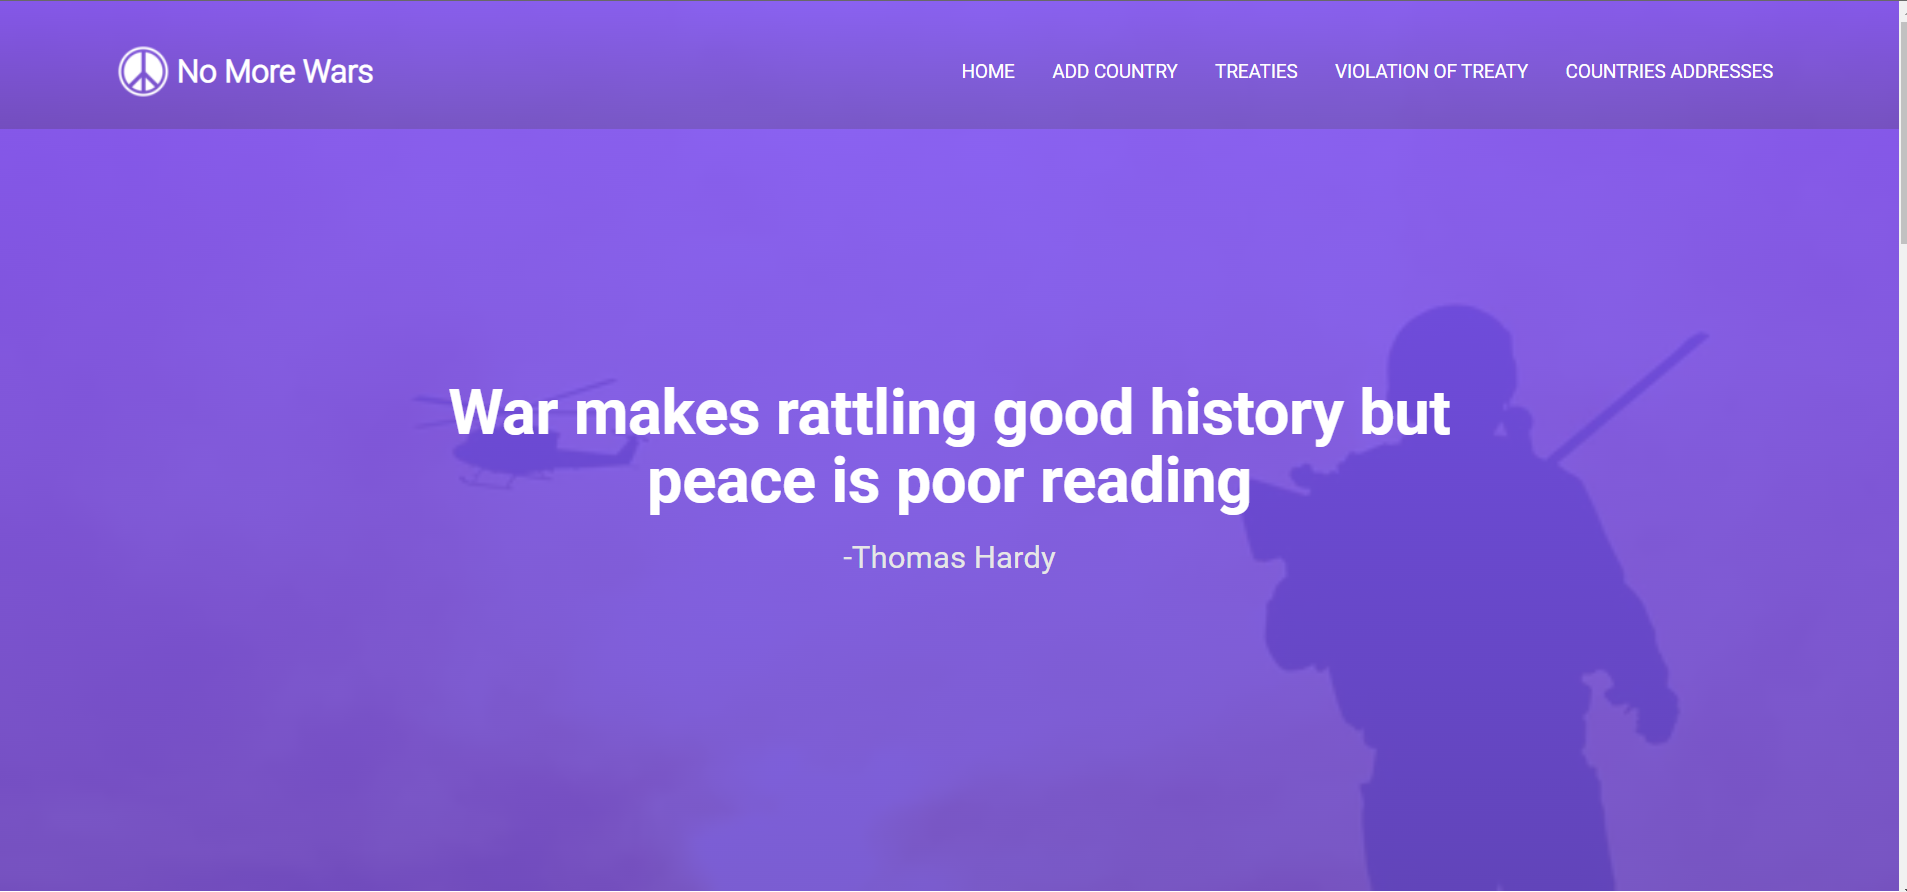 No More Wars
HOME ADD COUNTRY TREATIES VIOLATION OF TREATY COUNTRIES ADDRESSES
War makes rattling good history but
peace is poor reading
-Thomas Hardy